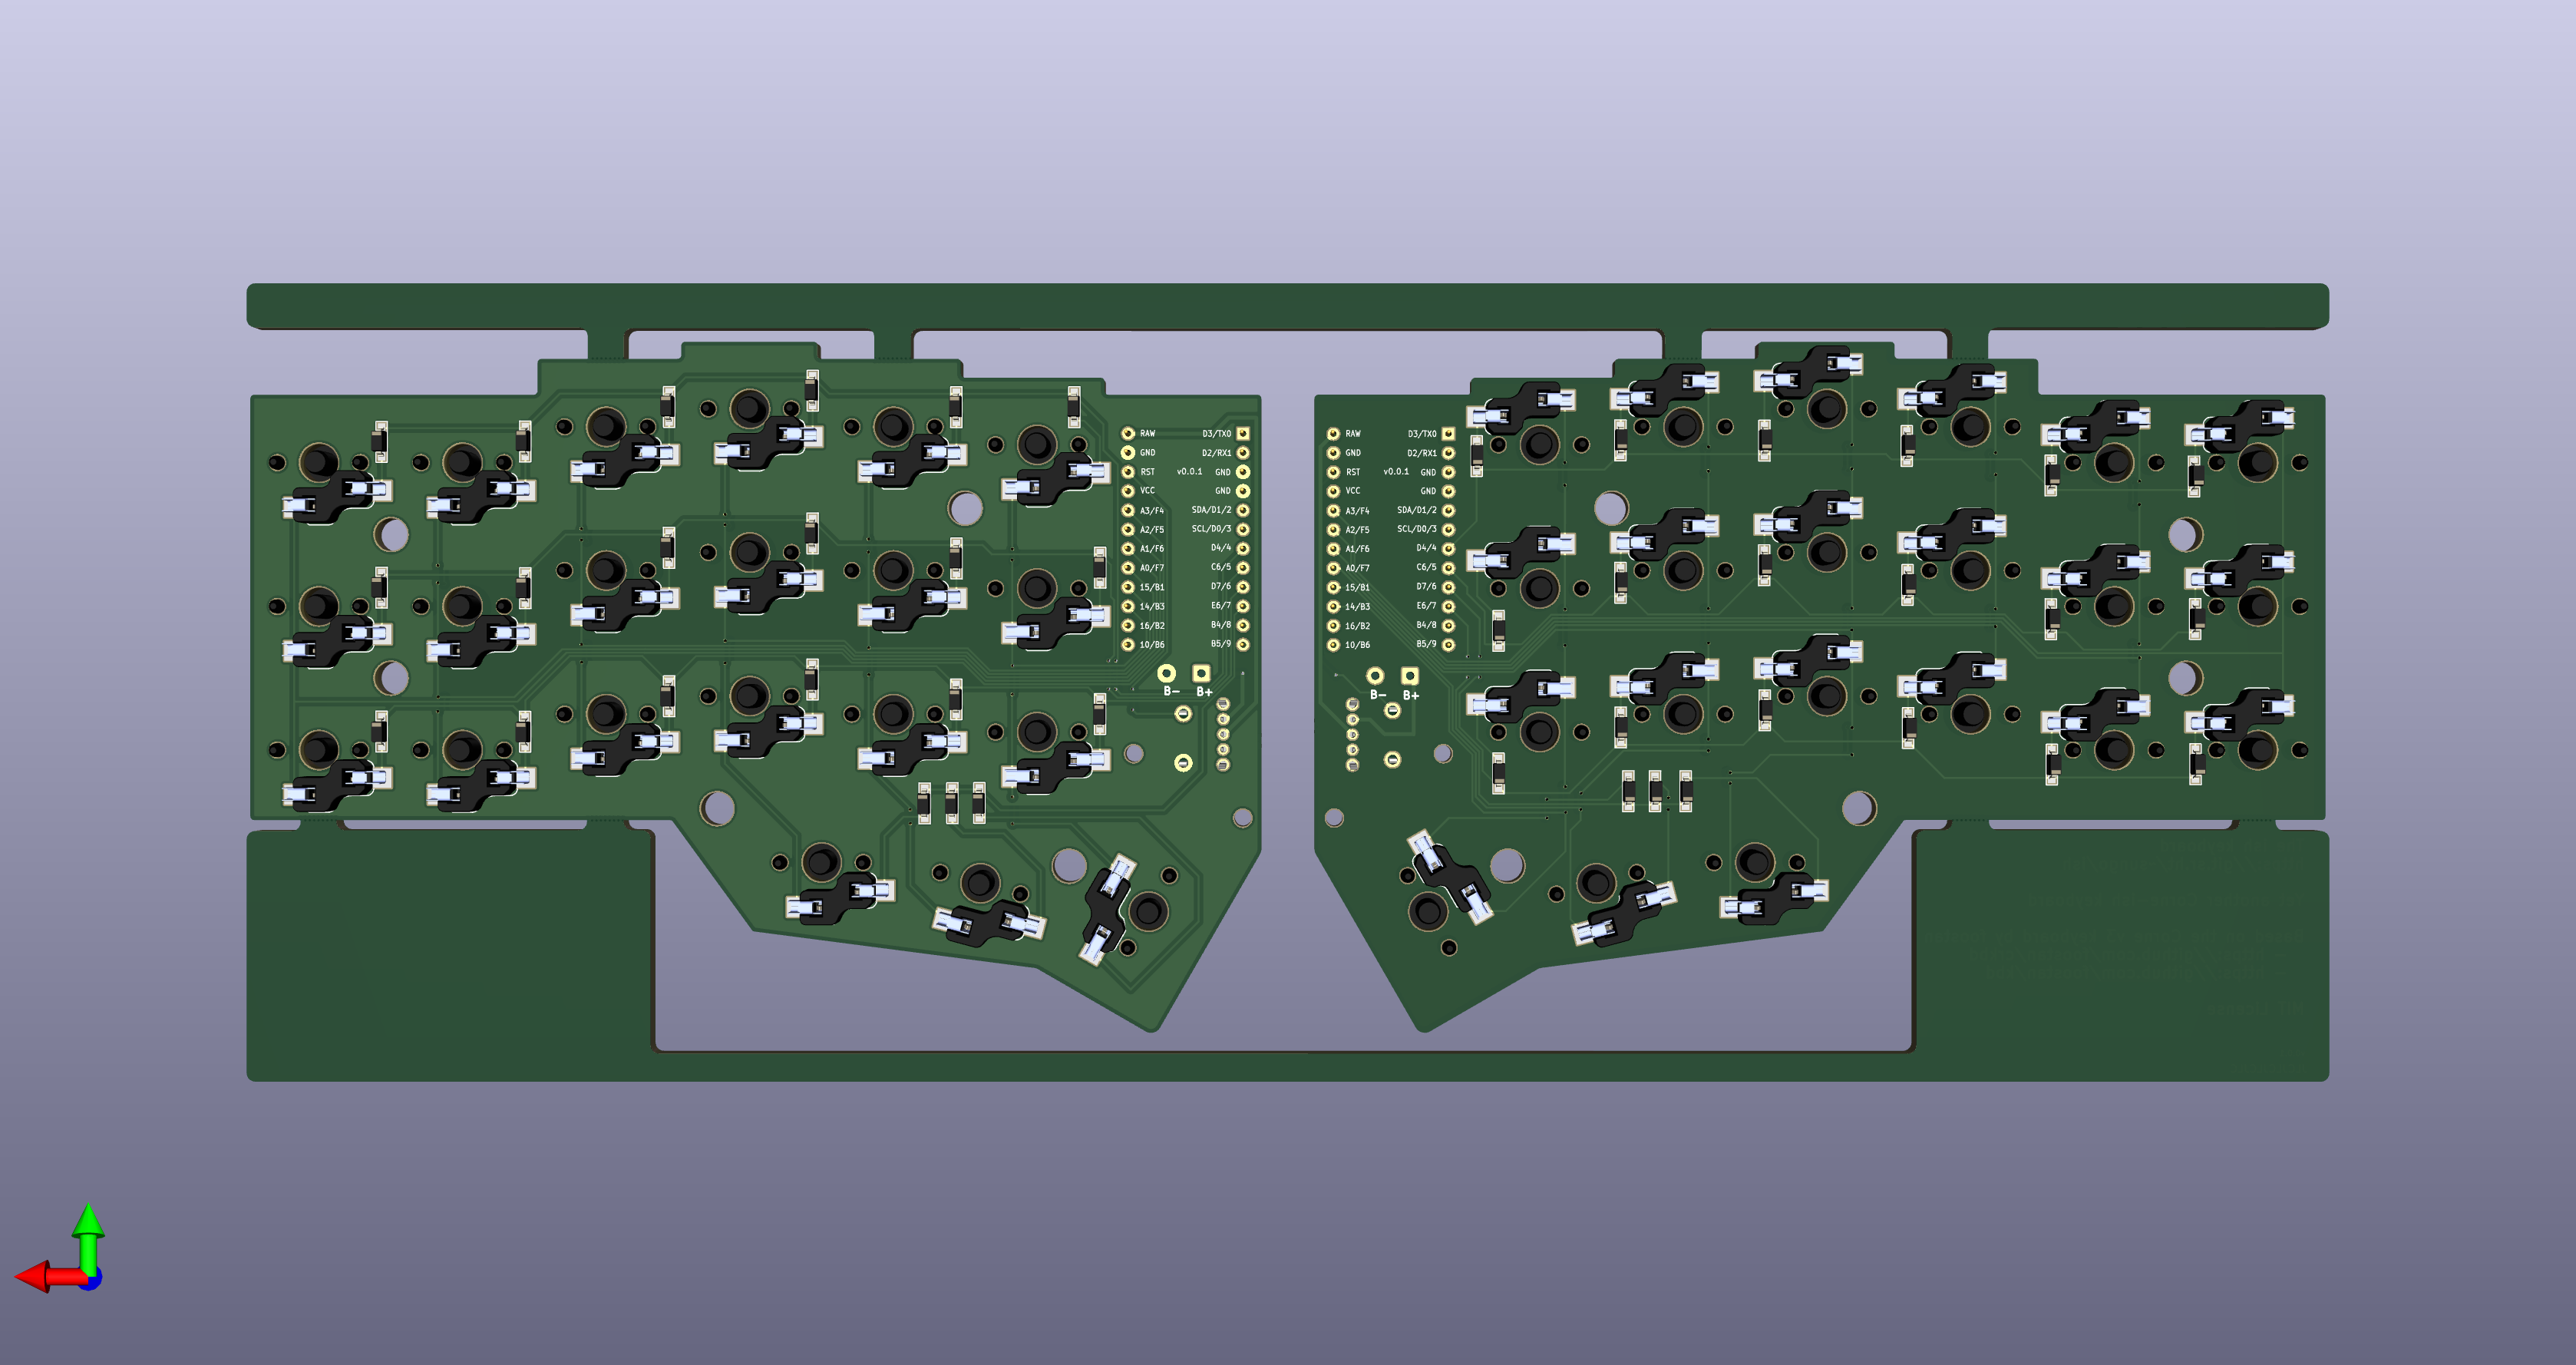 RAW D3/TX0
GND D2/RX1
RST v0.0.1 GND
VCC GND
A3/F4 SDA/D1/2
A2/F5 SCL/D0/3
A1/F6 D4/4
A0/F7 C6/5
15/B1 D7/6
14/B3 E6/7
16/B2 B4/8
10/B6 B5/9
B- B+
RAW D3/TX0
GND D2/RX1
RST v0.0.1 GND
VCC GND
A3/F4 SDA/D1/2
A2/F5 SCL/D0/3
A1/F6 D4/4
A0/F7 C6/5
15/B1 D7/6
14/B3 E6/7
16/B2 B4/8
10/B6 B5/9
B- B+